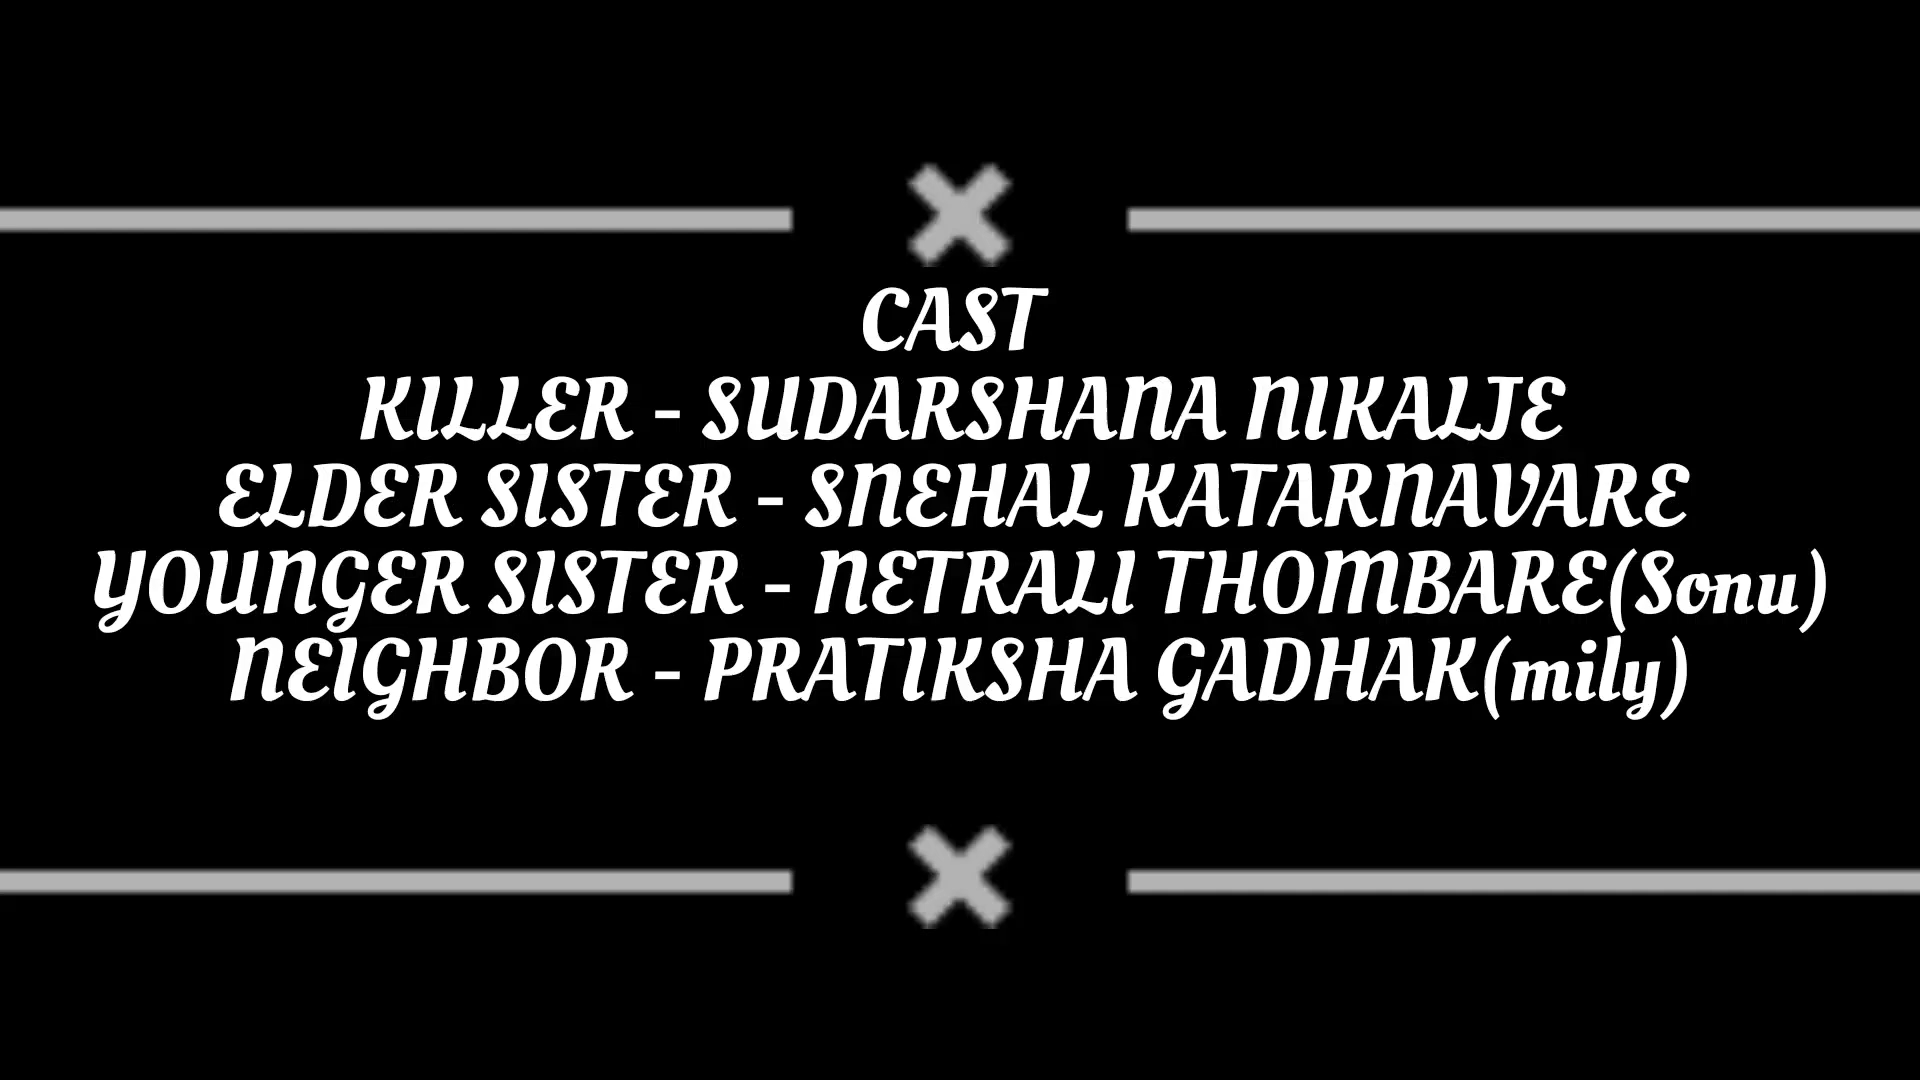 CAST
KILLER - SUDARSHANA NIKALJE
ELDER SISTER - SNEHAL KATARNAVARE
YOUNGER SISTER - NETRALI THOMBARE(Sonu)
NEIGHBOR - PRATIKSHA GADHAK(mily)